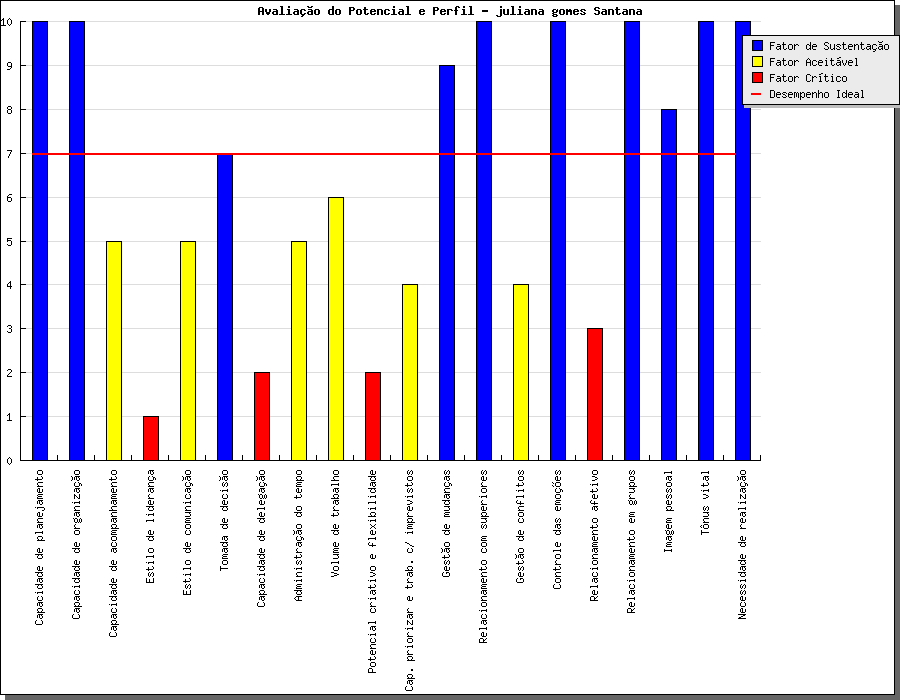 Avaliação do Potencial e Perfil - juliana gomes Santana
Fator de Sustentação
Fator Aceitável
Fator Crítico
Desempenho Ideal
10
9
8
7
6
5
4
3
2
1
0
Capacidade de planejamento
Capacidade de organização
Capacidade de acompanhamento
Estilo de liderança
Estilo de comunicação
Tomada de decisão
Capacidade de delegação
Administração do tempo
Volume de trabalho
Potencial criativo e flexibilidade
Cap. priorizar e trab. c/ imprevistos
Gestão de mudanças
Relacionamento com superiores
Gestão de conflitos
Controle das emoções
Relacionamento afetivo
Relacionamento em grupos
Imagem pessoal
Tônus vital
Necessidade de realização